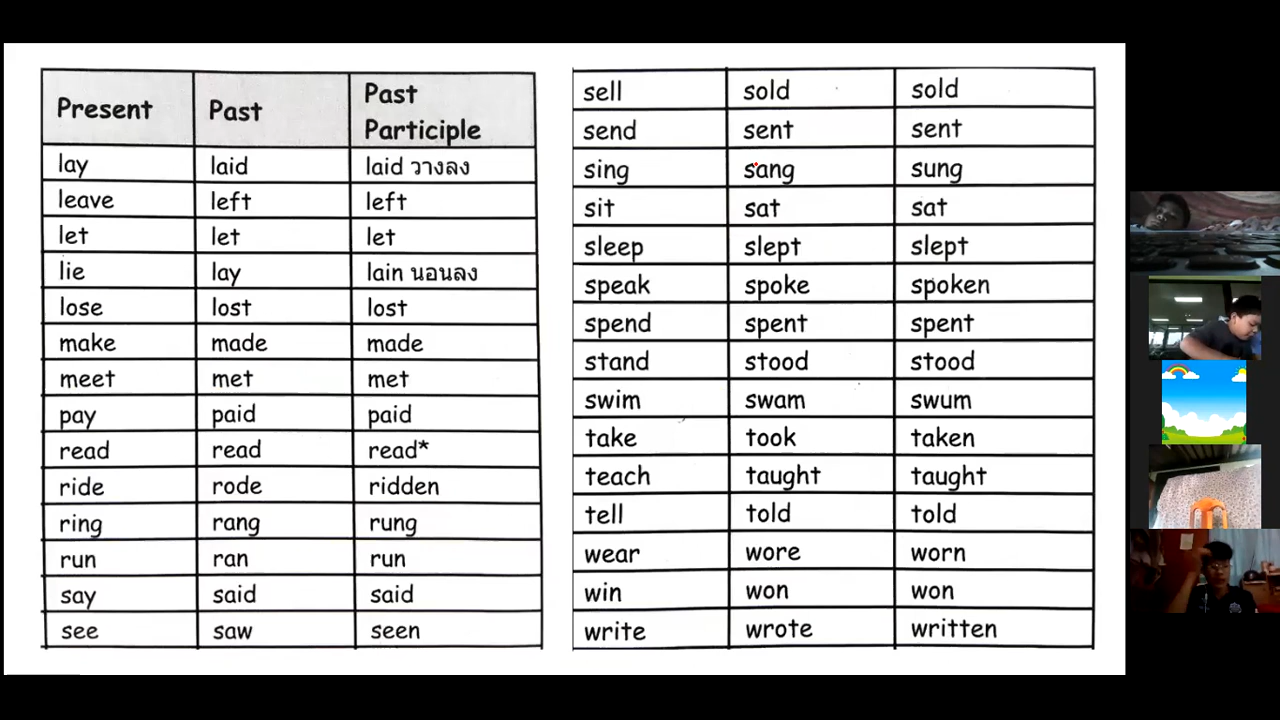 Present Past Past Participle
lay laid laid วางลง
leave left left
let let let
lie lay lain นอนลง
lose lost lost
make made made
meet met met
pay paid paid
read read read*
ride rode ridden
ring rang rung
run ran run
say said said
see saw seen
sell sold sold
send sent sent
sing sang sung
sit sat sat
sleep slept slept
speak spoke spoken
spend spent spent
stand stood stood
swim swam swum
take took taken
teach taught taught
tell told told
wear wore worn
win won won
write wrote written